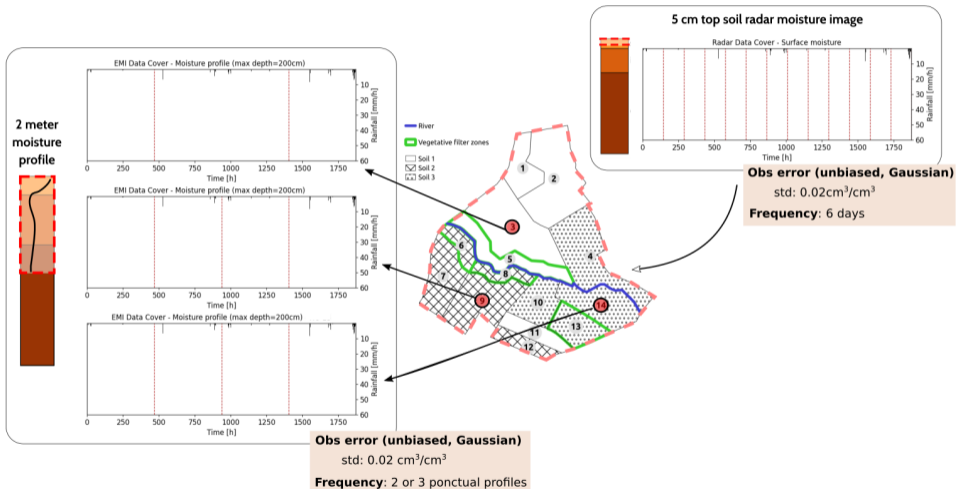 5 cm top soil radar moisture image
Radar Data Cover - Surface moisture
10
20
30
40
50
60
Rainfall [mm/h]
0 250 500 750 1000 1250 1500 1750
Time [h]
Obs error (unbiased, Gaussian)
std: 0.02cm³/cm³
Frequency: 6 days
2 meter
moisture
profile
EMI Data Cover - Moisture profile (max depth=200cm)
10
20
30
40
50
60
Rainfall [mm/h]
0 250 500 750 1000 1250 1500 1750
Time [h]
EMI Data Cover - Moisture profile (max depth=200cm)
10
20
30
40
50
60
Rainfall [mm/h]
0 250 500 750 1000 1250 1500 1750
Time [h]
EMI Data Cover - Moisture profile (max depth=200cm)
10
20
30
40
50
60
Rainfall [mm/h]
0 250 500 750 1000 1250 1500 1750
Time [h]
Obs error (unbiased, Gaussian)
std: 0.02 cm³/cm³
Frequency: 2 or 3 ponctual profiles
River
Vegetative filter zones
Soil 1
Soil 2
Soil 3
1
2
3
4
5
6
7
8
9
10
11
12
13
14